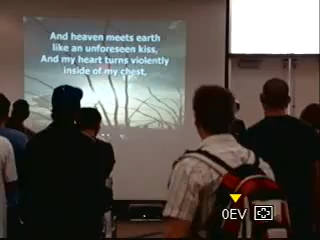 And heaven meets earth
like an unforeseen kiss,
And my heart turns violently
inside of my chest,
0EV